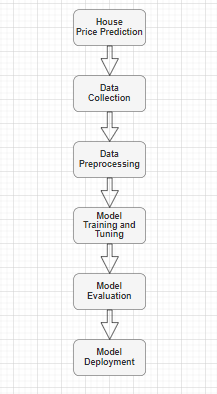 House
Price Prediction
Data
Collection
Data
Preprocessing
Model
Training and
Tuning
Model
Evaluation
Model
Deployment